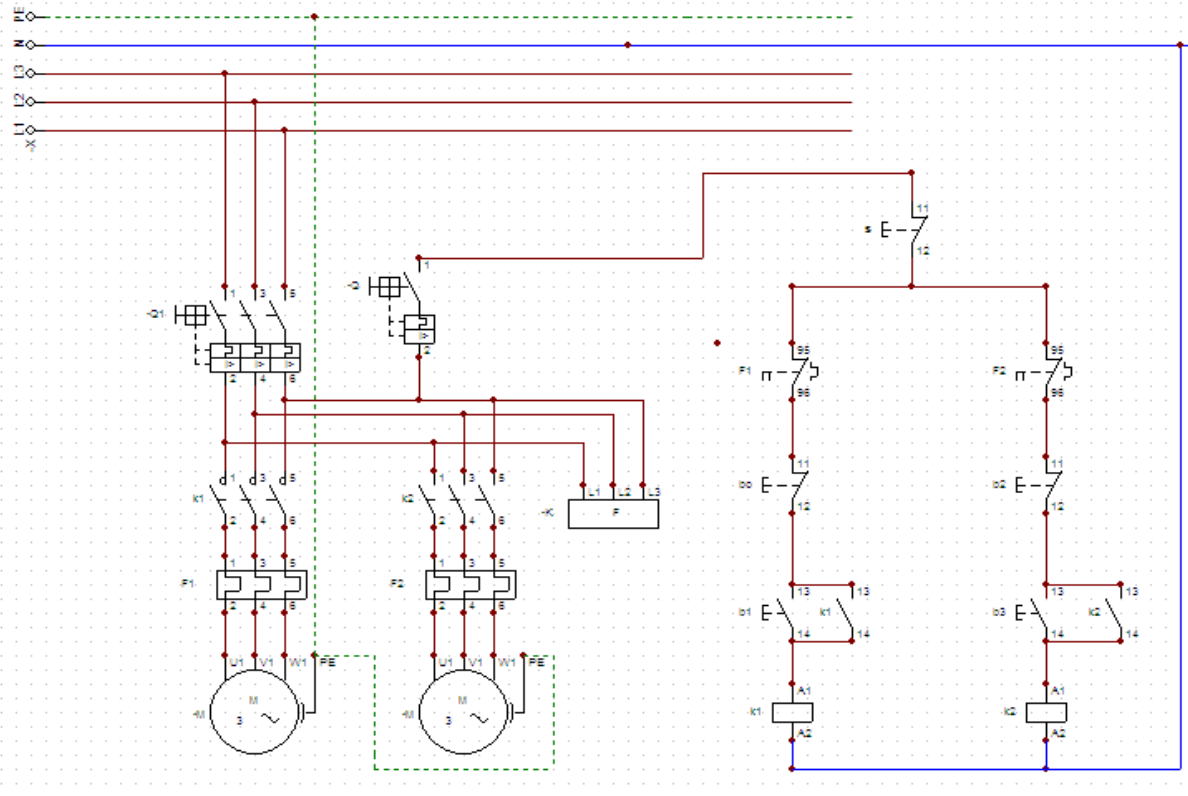 PE
N
L3
L2
L1
-X
11
s
12
1
-Q
2
-Q1
1 3 5
I> I> I>
2 4 6
I>
95
F1
96
95
F2
96
11
b0
12
11
b2
12
k1
1 3 5
2 4 6
k2
1 3 5
2 4 6
L1 L2 L3
-K
F
F1
1 3 5
2 4 6
F2
1 3 5
2 4 6
13 13
b1 k1
14 14
13 13
b3 k2
14 14
U1 V1 W1 PE
-M
M
3
U1 V1 W1 PE
-M
M
3
A1
k1
A2
A1
k2
A2